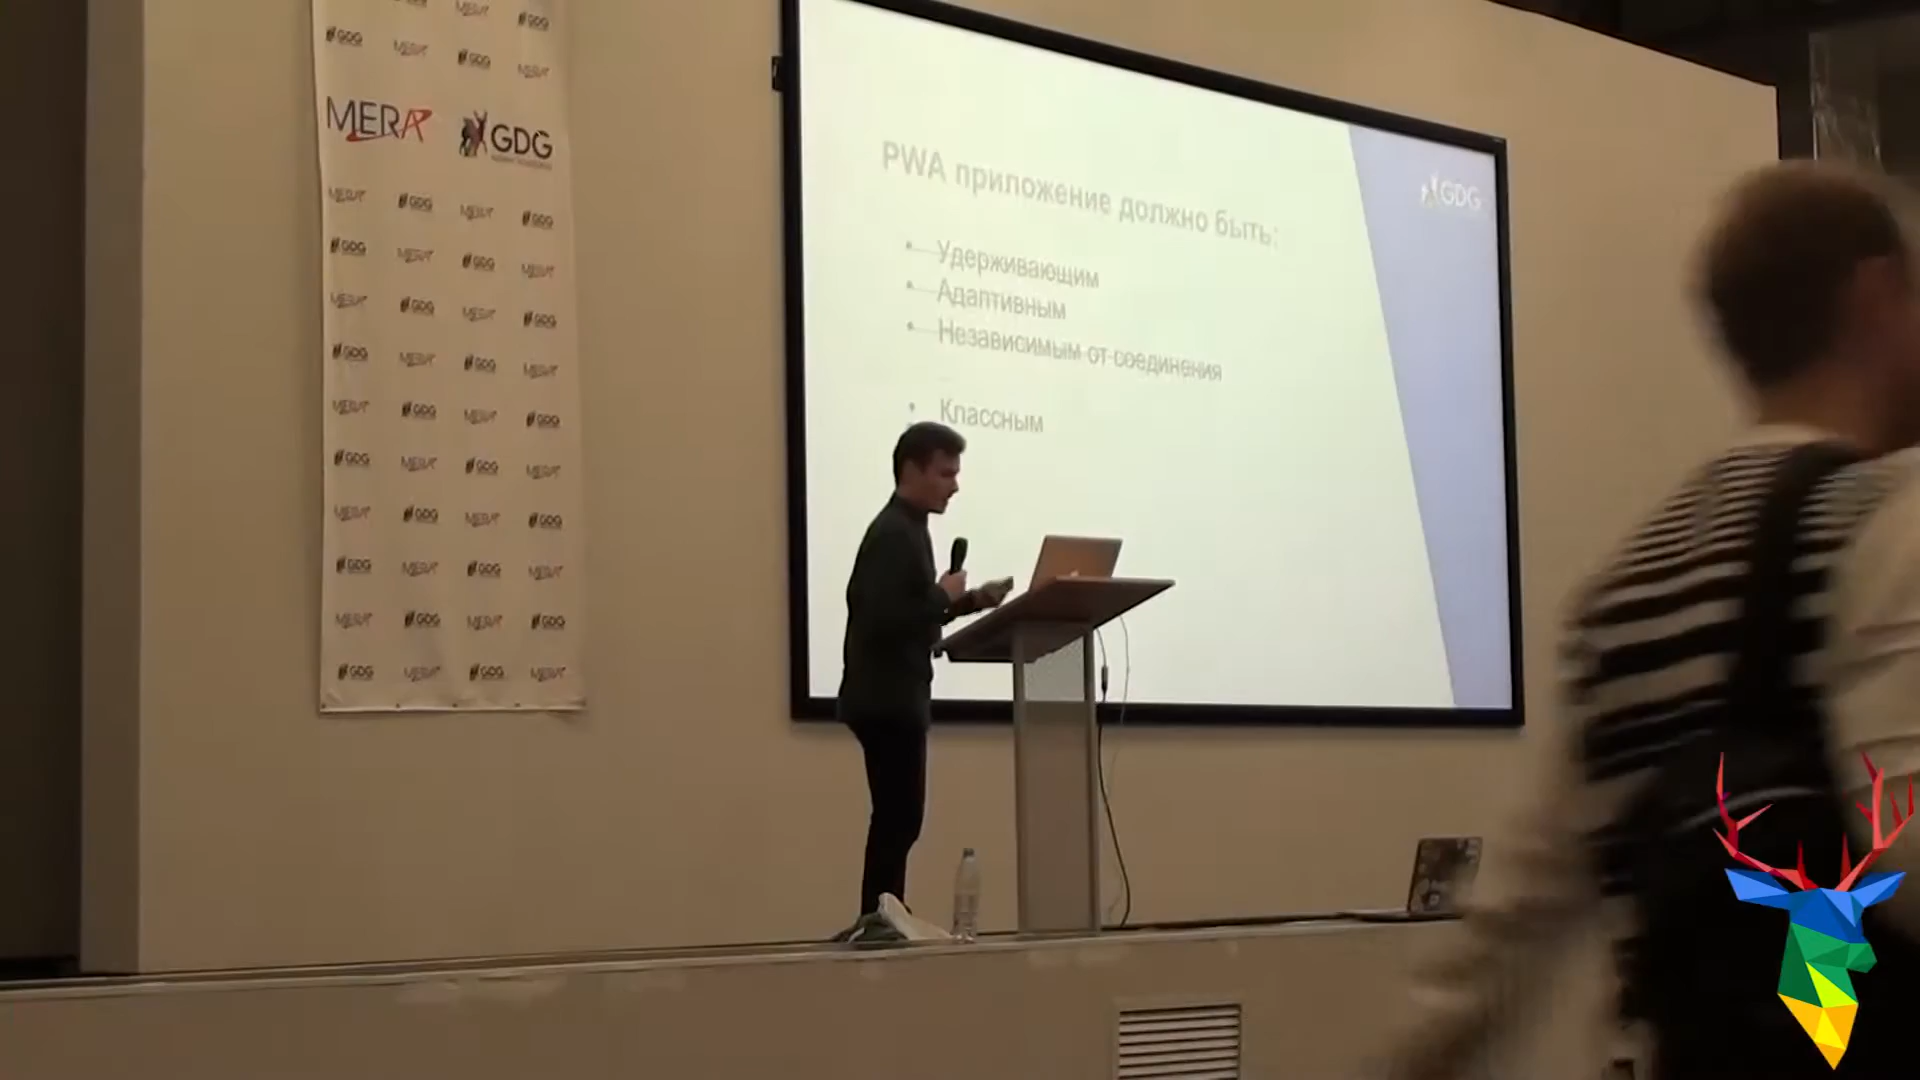 MERA
GDG
PWA приложение должно быть:
GDG
• Удерживающим
• Адаптивным
• Независимым от соединения
• Классным